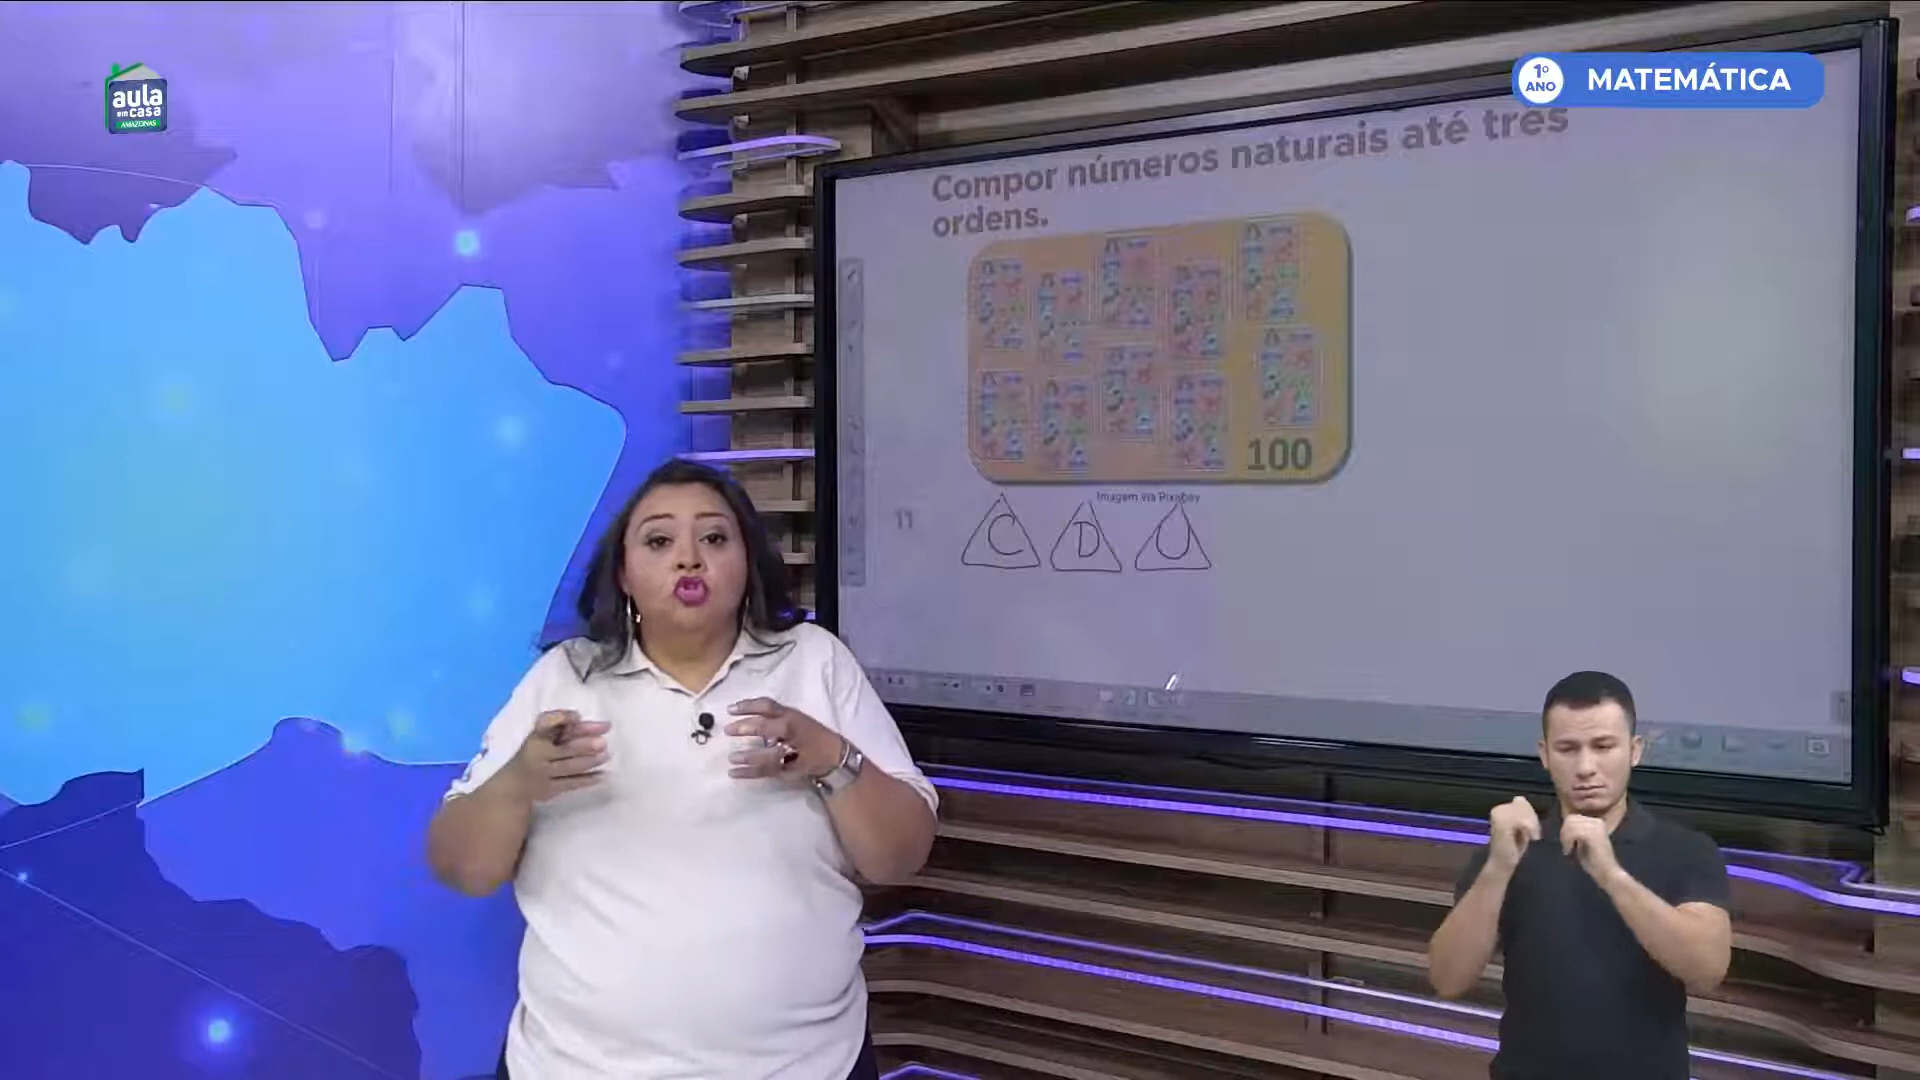 aula
em casa
AMAZONAS
1º
ANO
MATEMÁTICA
Compor números naturais até três
ordens.
100
Imagem via Pixabay
11
C D U